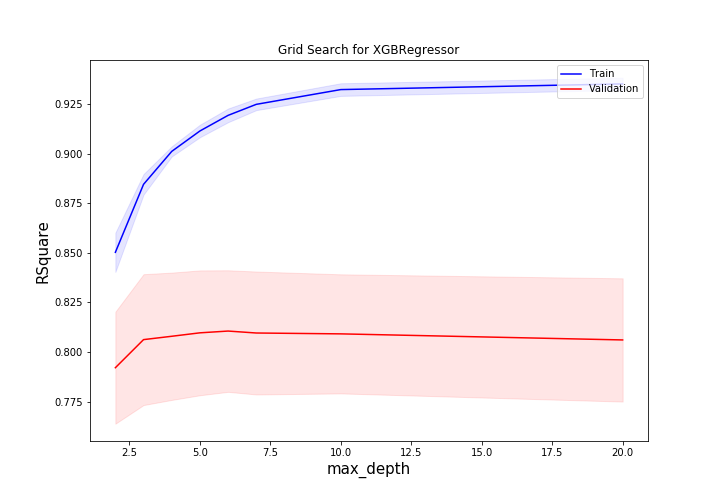 Grid Search for XGBRegressor
Train
Validation
RSquare
0.925
0.900
0.875
0.850
0.825
0.800
0.775
2.5 5.0 7.5 10.0 12.5 15.0 17.5 20.0
max_depth